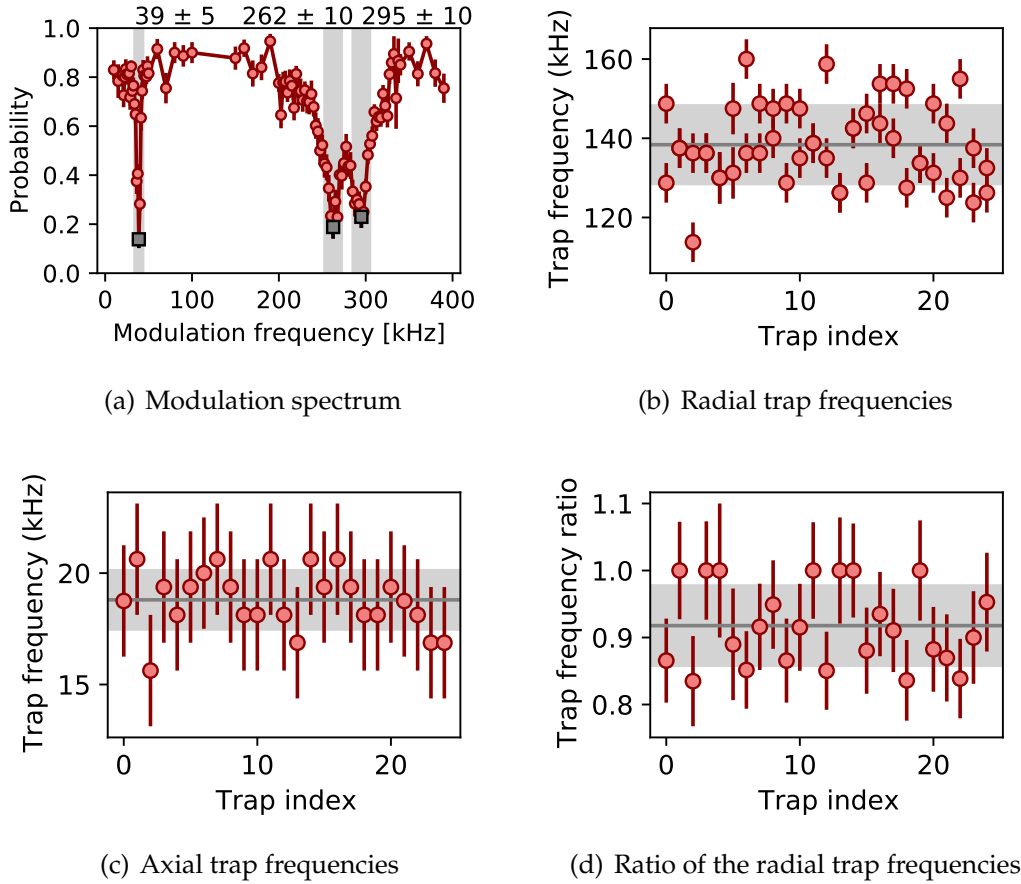 39 ± 5 262 ± 10 295 ± 10
1.0
0.8
0.6
0.4
0.2
0.0
Probability
0 100 200 300 400
Modulation frequency [kHz]
(a) Modulation spectrum
160
140
120
Trap frequency (kHz)
0 10 20
Trap index
(b) Radial trap frequencies
20
15
Trap frequency (kHz)
0 10 20
Trap index
(c) Axial trap frequencies
1.1
1.0
0.9
0.8
Trap frequency ratio
0 10 20
Trap index
(d) Ratio of the radial trap frequencies